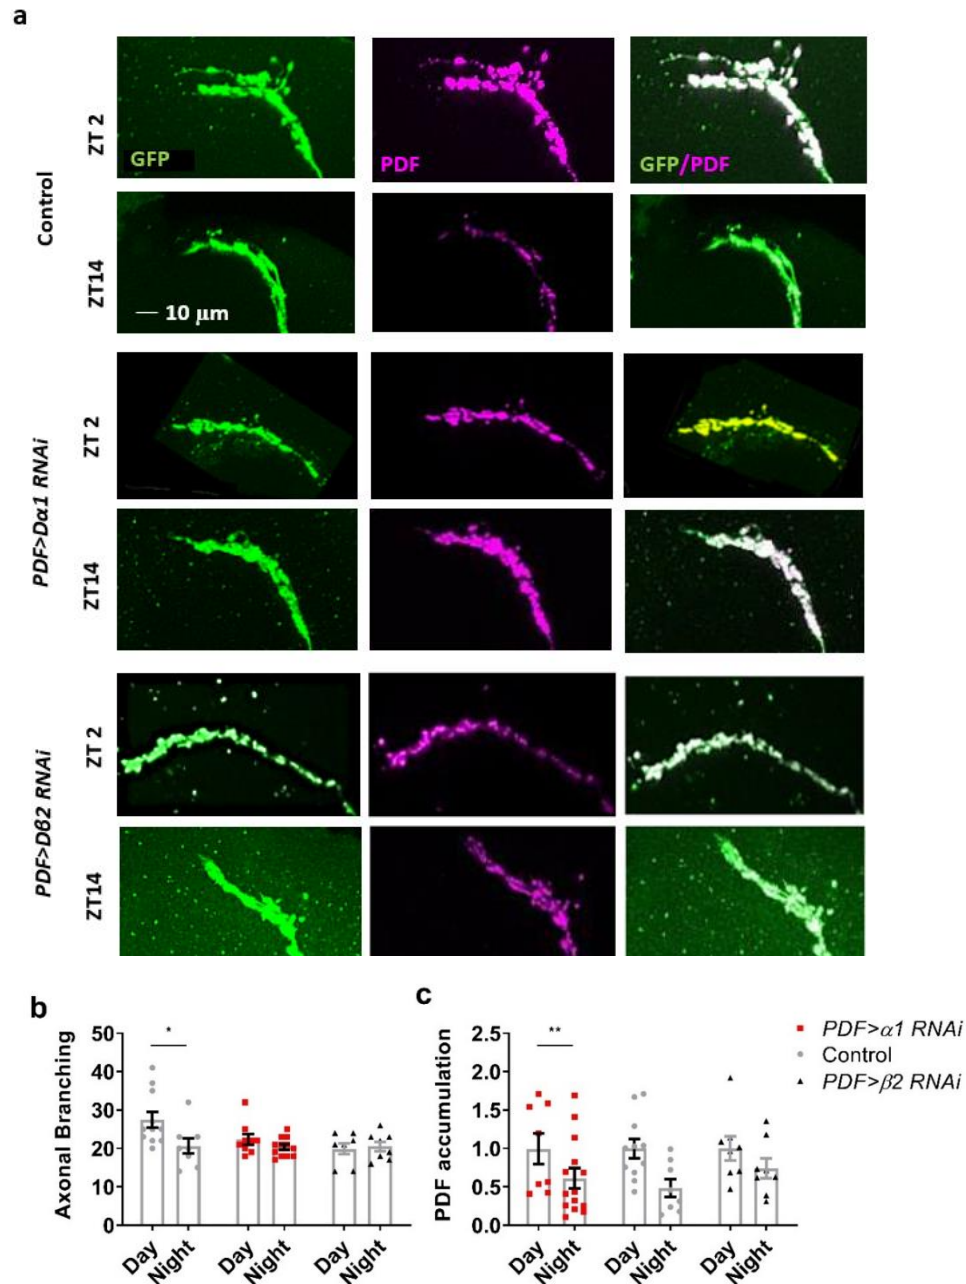 a
Control
ZT 2
GFP
PDF
GFP/PDF
ZT14
10 µm
PDF>Dα1 RNAi
ZT 2
ZT14
PDF>Dβ2 RNAi
ZT 2
ZT14
b
Axonal Branching
50
40
30
20
10
0
*
Day
Night
Day
Night
Day
Night
c
PDF accumulation
2.5
2.0
1.5
1.0
0.5
0.0
**
Day
Night
Day
Night
Day
Night
PDF>α1 RNAi
Control
PDF>β2 RNAi